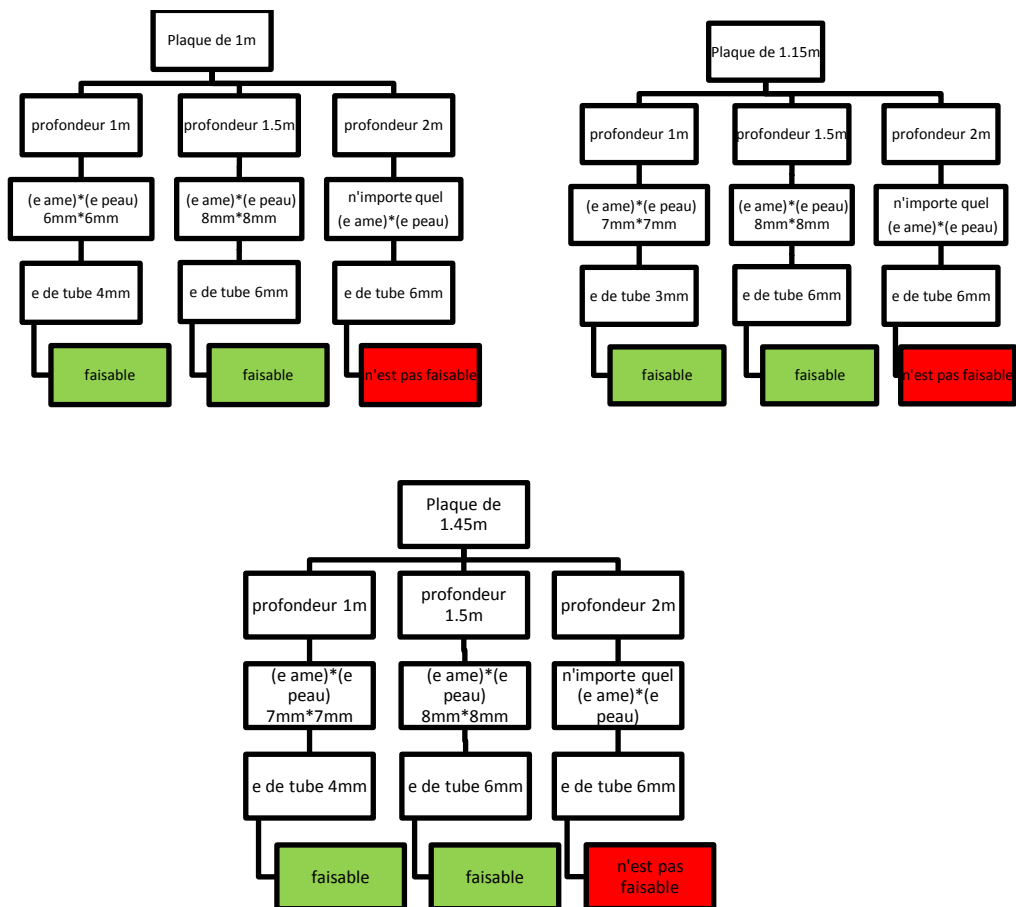 Plaque de 1m
profondeur 1m
profondeur 1.5m
profondeur 2m
(e ame)*(e peau)
6mm*6mm
(e ame)*(e peau)
8mm*8mm
n'importe quel
(e ame)*(e peau)
e de tube 4mm
e de tube 6mm
e de tube 6mm
faisable
faisable
n'est pas faisable
Plaque de 1.15m
profondeur 1m
profondeur 1.5m
profondeur 2m
(e ame)*(e peau)
7mm*7mm
(e ame)*(e peau)
8mm*8mm
n'importe quel
(e ame)*(e peau)
e de tube 3mm
e de tube 6mm
e de tube 6mm
faisable
faisable
n'est pas faisable
Plaque de
1.45m
profondeur 1m
profondeur
1.5m
profondeur 2m
(e ame)*(e
peau)
7mm*7mm
(e ame)*(e
peau)
8mm*8mm
n'importe quel
(e ame)*(e
peau)
e de tube 4mm
e de tube 6mm
e de tube 6mm
faisable
faisable
n'est pas
faisable